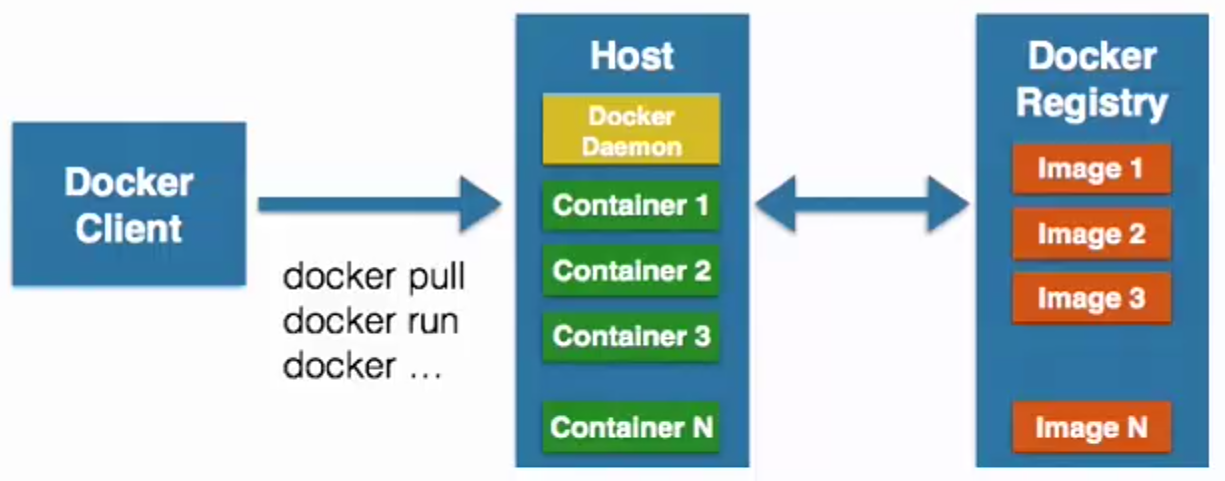 Docker
Client
docker pull
docker run
docker ...
Host
Docker
Daemon
Container 1
Container 2
Container 3
Container N
Docker
Registry
Image 1
Image 2
Image 3
Image N